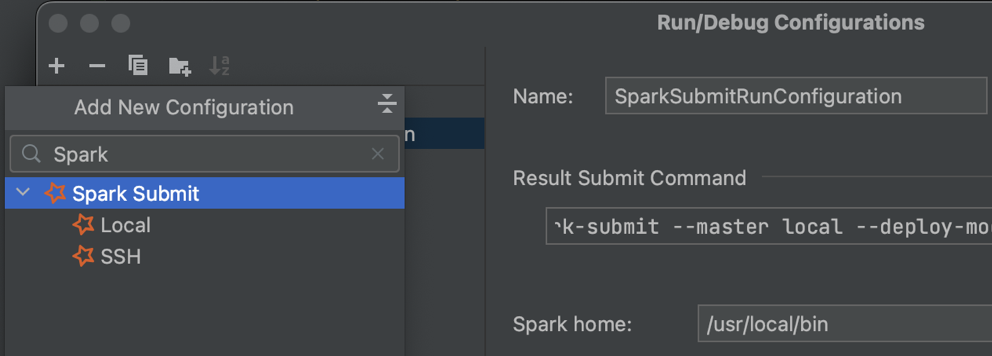 Run/Debug Configurations
Add New Configuration
Spark
Spark Submit
Local
SSH
Name: SparkSubmitRunConfiguration
Result Submit Command
rk-submit --master local --deploy-mo
Spark home: /usr/local/bin